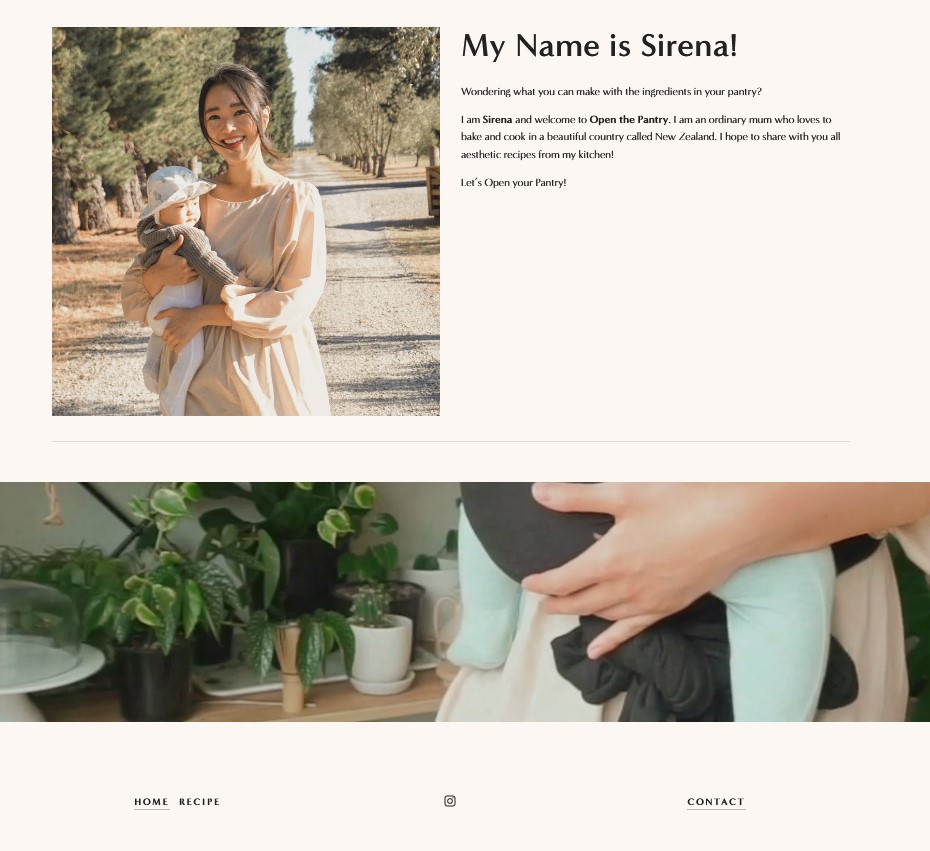 My Name is Sirena!
Wondering what you can make with the ingredients in your pantry?
I am Sirena and welcome to Open the Pantry. I am an ordinary mum who loves to
bake and cook in a beautiful country called New Zealand. I hope to share with you all
aesthetic recipes from my kitchen!
Let's Open your Pantry!
HOME RECIPE
CONTACT